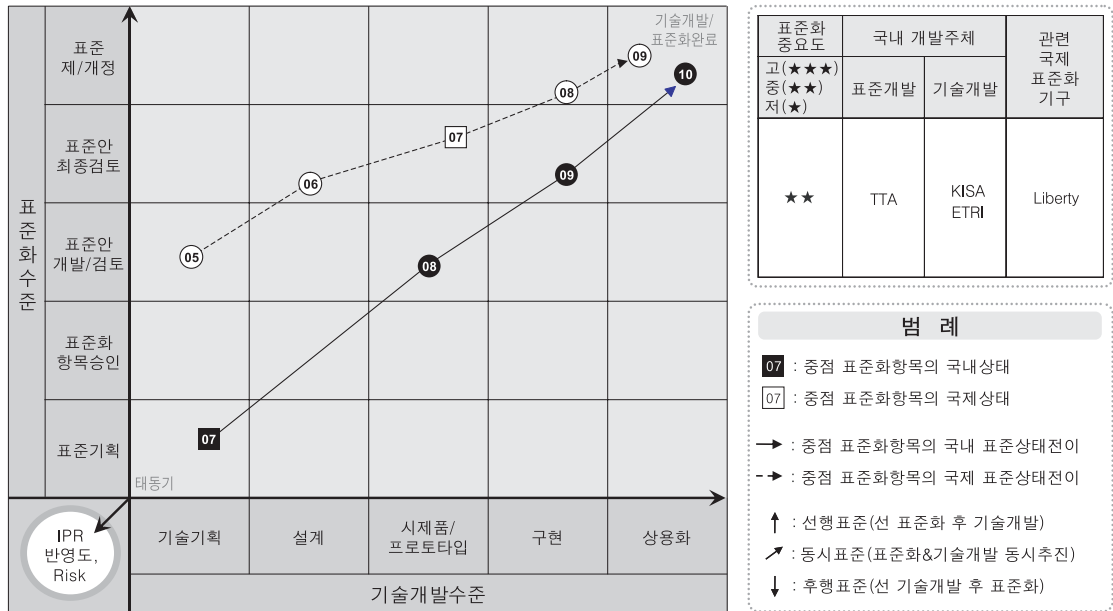 표준화수준
표준
제/개정
표준안
최종검토
표준안
개발/검토
표준화
항목승인
표준기획
기술개발/
표준화완료
09
10
08
07
09
06
05
08
07
태동기
IPR
반영도,
Risk
기술기획
설계
시제품/
프로토타입
구현
상용화
기술개발수준
표준화
중요도
국내 개발주체
관련
국제
표준화
기구
고(★★★)
중(★★)
저(★)
표준개발
기술개발
★★
TTA
KISA
ETRI
Liberty
범 례
07 : 중점 표준화항목의 국내상태
07 : 중점 표준화항목의 국제상태
→ : 중점 표준화항목의 국내 표준상태전이
⇢ : 중점 표준화항목의 국제 표준상태전이
↑ : 선행표준(선 표준화 후 기술개발)
↗ : 동시표준(표준화&기술개발 동시추진)
↓ : 후행표준(선 기술개발 후 표준화)